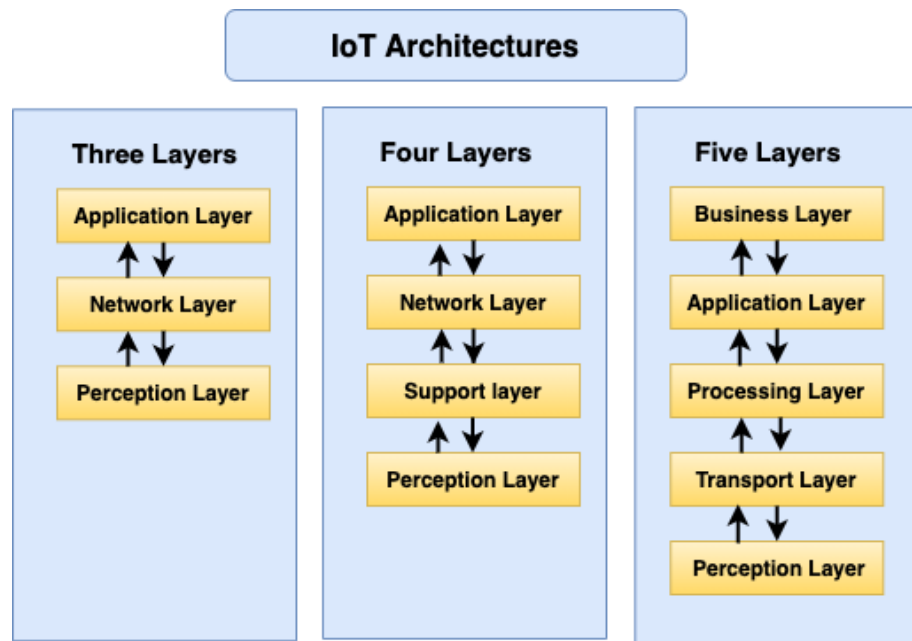 IoT Architectures
Three Layers
Application Layer
Network Layer
Perception Layer
Four Layers
Application Layer
Network Layer
Support layer
Perception Layer
Five Layers
Business Layer
Application Layer
Processing Layer
Transport Layer
Perception Layer